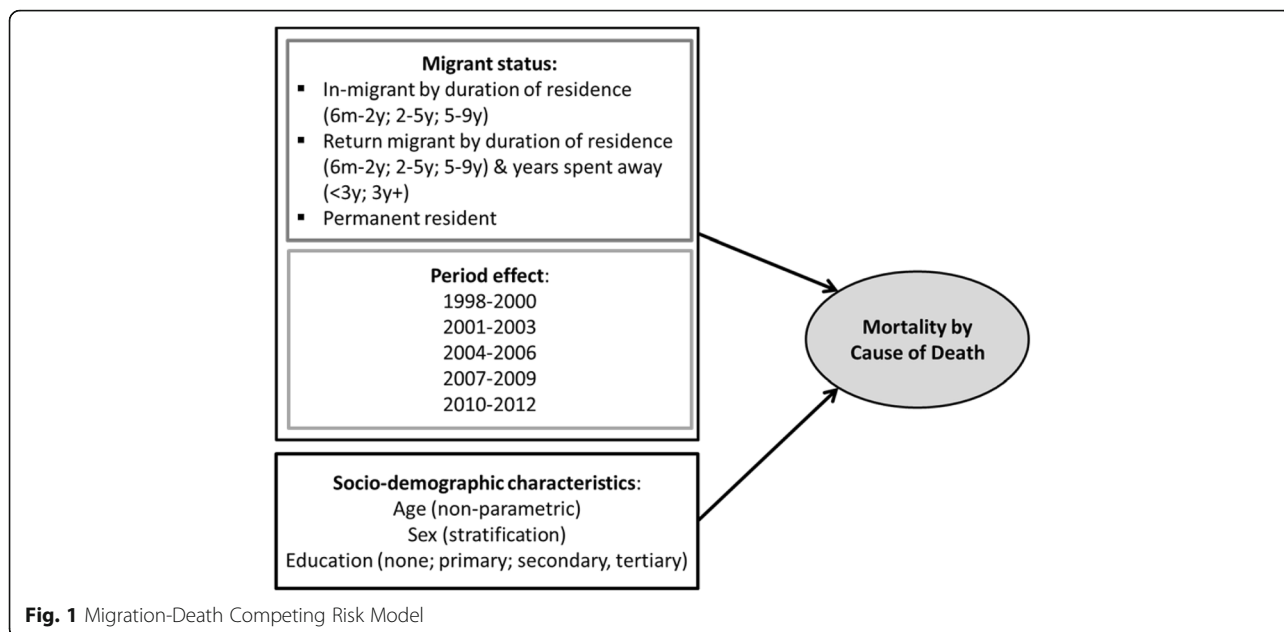 Migrant status:
▪ In-migrant by duration of residence
(6m-2y; 2-5y; 5-9y)
▪ Return migrant by duration of residence
(6m-2y; 2-5y; 5-9y) & years spent away
(<3y; 3y+)
▪ Permanent resident
Period effect:
1998-2000
2001-2003
2004-2006
2007-2009
2010-2012
Mortality by
Cause of Death
Socio-demographic characteristics:
Age (non-parametric)
Sex (stratification)
Education (none; primary; secondary, tertiary)
Fig. 1 Migration-Death Competing Risk Model